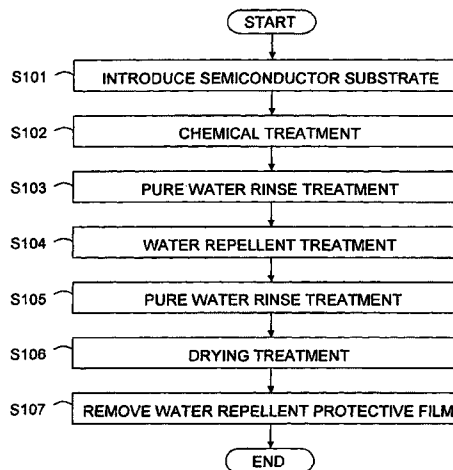 START
S101 INTRODUCE SEMICONDUCTOR SUBSTRATE
S102 CHEMICAL TREATMENT
S103 PURE WATER RINSE TREATMENT
S104 WATER REPELLENT TREATMENT
S105 PURE WATER RINSE TREATMENT
S106 DRYING TREATMENT
S107 REMOVE WATER REPELLENT PROTECTIVE FILM
END